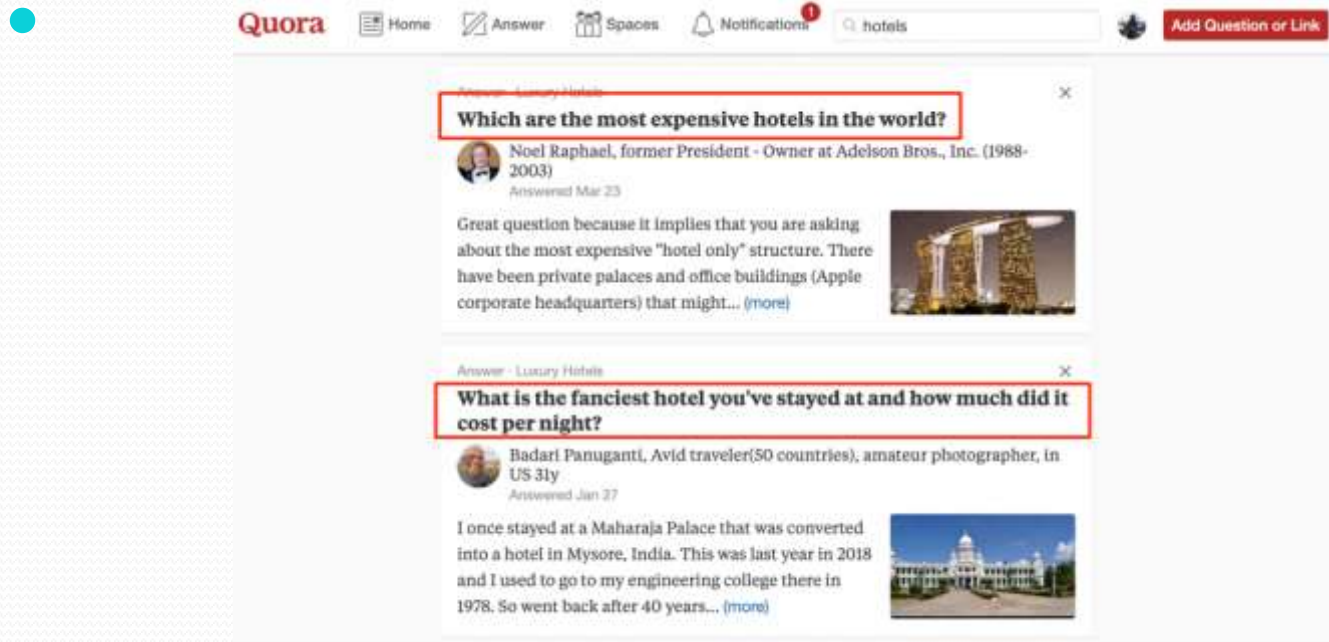 Quora Home Answer Spaces Notifications 1 hotels Add Question or Link
Answer · Luxury Hotels
Which are the most expensive hotels in the world?
Noel Raphael, former President - Owner at Adelson Bros., Inc. (1988-
2003)
Answered Mar 23
Great question because it implies that you are asking
about the most expensive "hotel only" structure. There
have been private palaces and office buildings (Apple
corporate headquarters) that might... (more)
Answer · Luxury Hotels
What is the fanciest hotel you've stayed at and how much did it
cost per night?
Badari Panuganti, Avid traveler(50 countries), amateur photographer, in
US 31y
Answered Jan 27
I once stayed at a Maharaja Palace that was converted
into a hotel in Mysore, India. This was last year in 2018
and I used to go to my engineering college there in
1978. So went back after 40 years... (more)